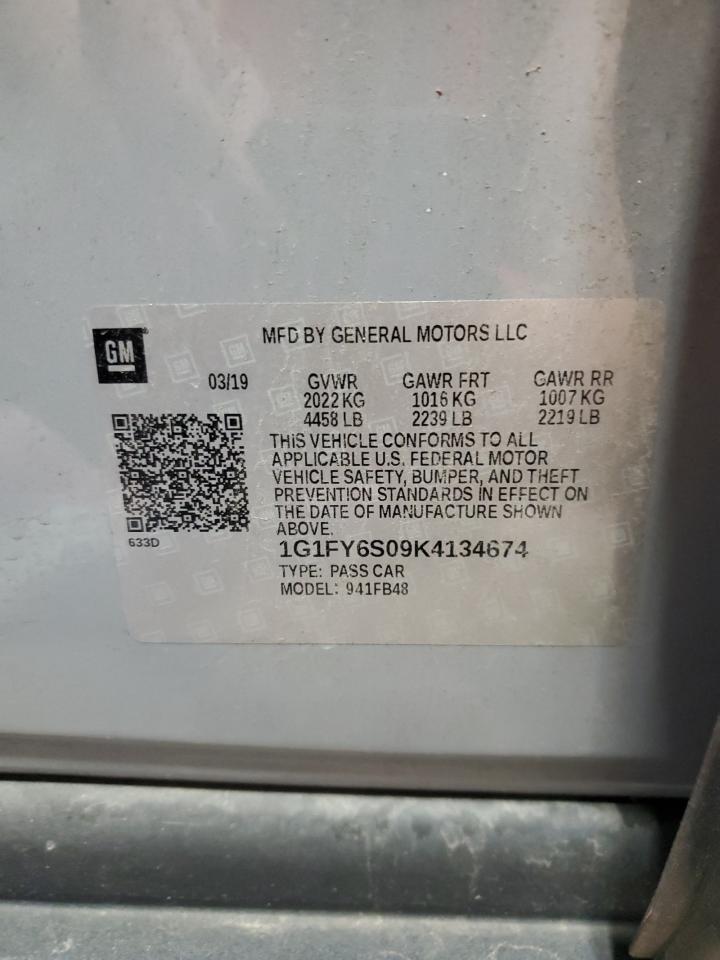 GM
MFD BY GENERAL MOTORS LLC
03/19 GVWR GAWR FRT GAWR RR
2022 KG 1016 KG 1007 KG
4458 LB 2239 LB 2219 LB
THIS VEHICLE CONFORMS TO ALL
APPLICABLE U.S. FEDERAL MOTOR
VEHICLE SAFETY, BUMPER, AND THEFT
PREVENTION STANDARDS IN EFFECT ON
THE DATE OF MANUFACTURE SHOWN
ABOVE.
633D
1G1FY6S09K4134674
TYPE: PASS CAR
MODEL: 941FB48